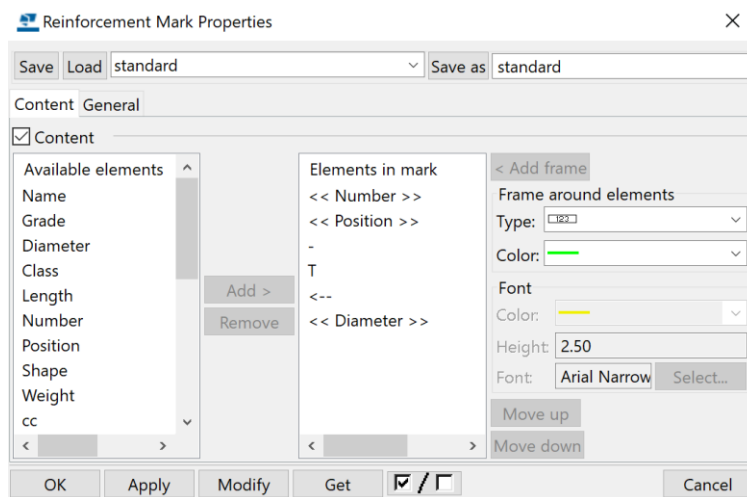 Reinforcement Mark Properties
Save Load standard Save as standard
Content General
Content
Available elements
Name
Grade
Diameter
Class
Length
Number
Position
Shape
Weight
cc
Add >
Remove
Elements in mark
<< Number >>
<< Position >>
-
T
<--
<< Diameter >>
< Add frame
Frame around elements
Type: 123
Color:
Font
Color:
Height: 2.50
Font: Arial Narrow Select...
Move up
Move down
OK Apply Modify Get / Cancel